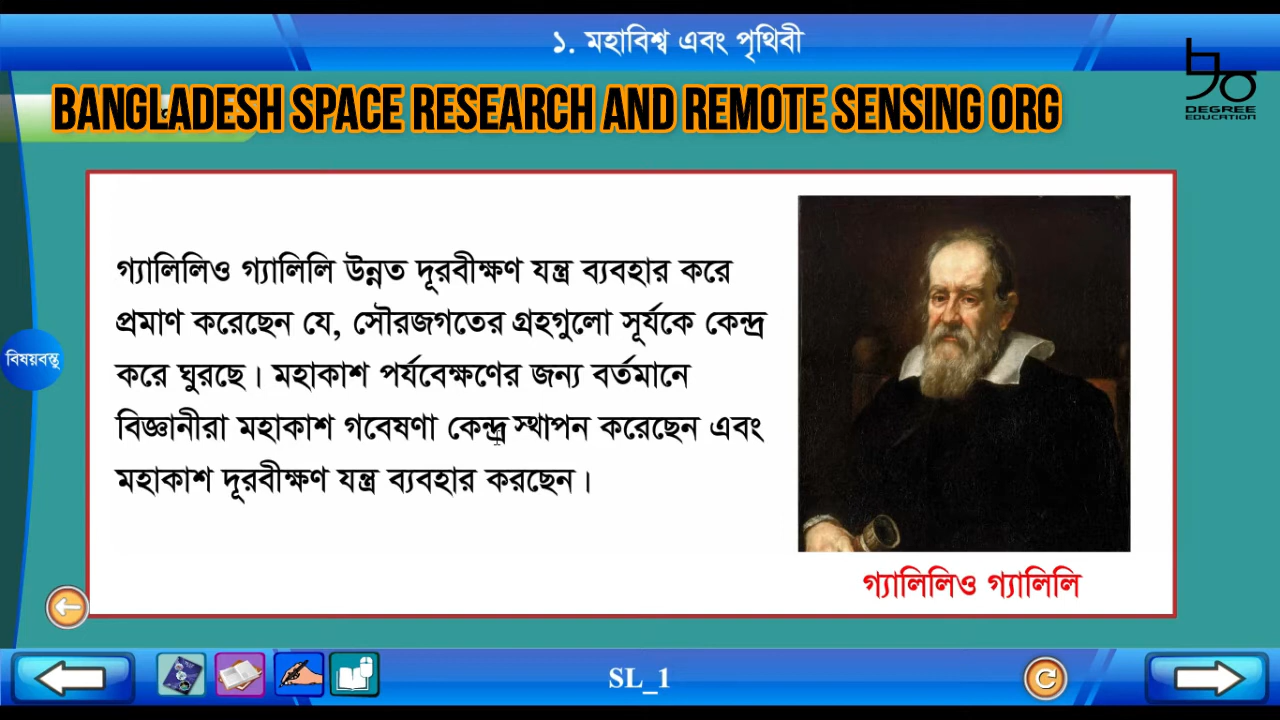 ১. মহাবিশ্ব এবং পৃথিবী
BANGLADESH SPACE RESEARCH AND REMOTE SENSING ORG
DEGREE
EDUCATION
গ্যালিলিও গ্যালিলি উন্নত দূরবীক্ষণ যন্ত্র ব্যবহার করে
প্রমাণ করেছেন যে, সৌরজগতের গ্রহগুলো সূর্যকে কেন্দ্র
করে ঘুরছে। মহাকাশ পর্যবেক্ষণের জন্য বর্তমানে
বিজ্ঞানীরা মহাকাশ গবেষণা কেন্দ্র স্থাপন করেছেন এবং
মহাকাশ দূরবীক্ষণ যন্ত্র ব্যবহার করছেন।
বিষয়বস্তু
গ্যালিলিও গ্যালিলি
SL_1